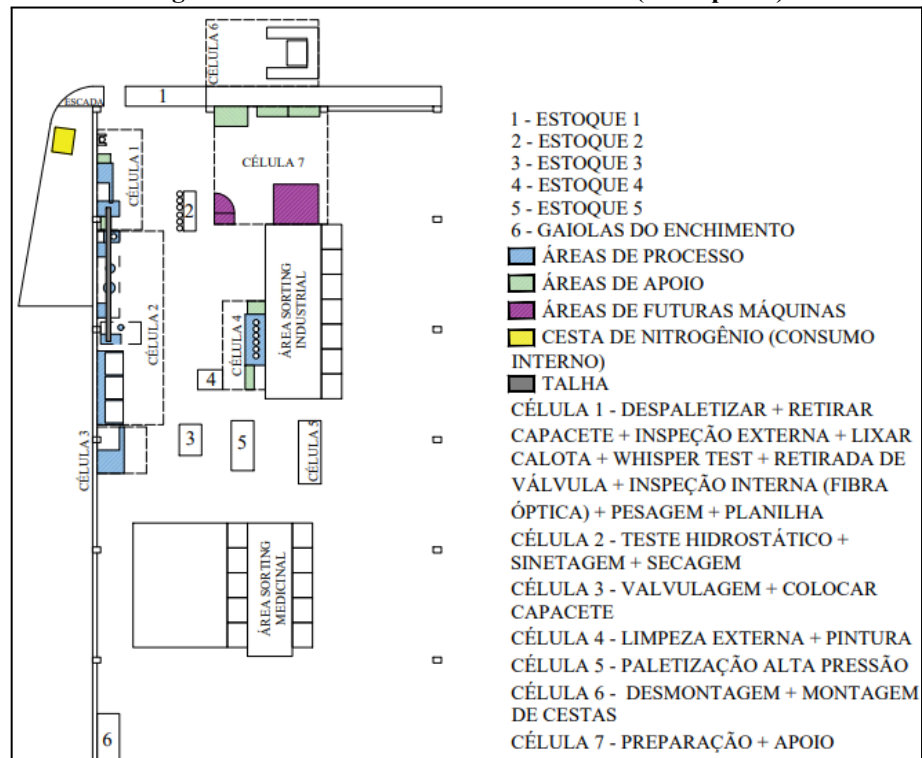 ESCADA
1
CÉLULA 6
CÉLULA 1
CÉLULA 7
2
CÉLULA 2
ÁREA SORTING
INDUSTRIAL
CÉLULA 4
4
3
5
CÉLULA 5
CÉLULA 3
ÁREA SORTING
MEDICINAL
6
1 - ESTOQUE 1
2 - ESTOQUE 2
3 - ESTOQUE 3
4 - ESTOQUE 4
5 - ESTOQUE 5
6 - GAIOLAS DO ENCHIMENTO
ÁREAS DE PROCESSO
ÁREAS DE APOIO
ÁREAS DE FUTURAS MÁQUINAS
CESTA DE NITROGÊNIO (CONSUMO
INTERNO)
TALHA
CÉLULA 1 - DESPALETIZAR + RETIRAR
CAPACETE + INSPEÇÃO EXTERNA + LIXAR
CALOTA + WHISPER TEST + RETIRADA DE
VÁLVULA + INSPEÇÃO INTERNA (FIBRA
ÓPTICA) + PESAGEM + PLANILHA
CÉLULA 2 - TESTE HIDROSTÁTICO +
SINETAGEM + SECAGEM
CÉLULA 3 - VALVULAGEM + COLOCAR
CAPACETE
CÉLULA 4 - LIMPEZA EXTERNA + PINTURA
CÉLULA 5 - PALETIZAÇÃO ALTA PRESSÃO
CÉLULA 6 - DESMONTAGEM + MONTAGEM
DE CESTAS
CÉLULA 7 - PREPARAÇÃO + APOIO